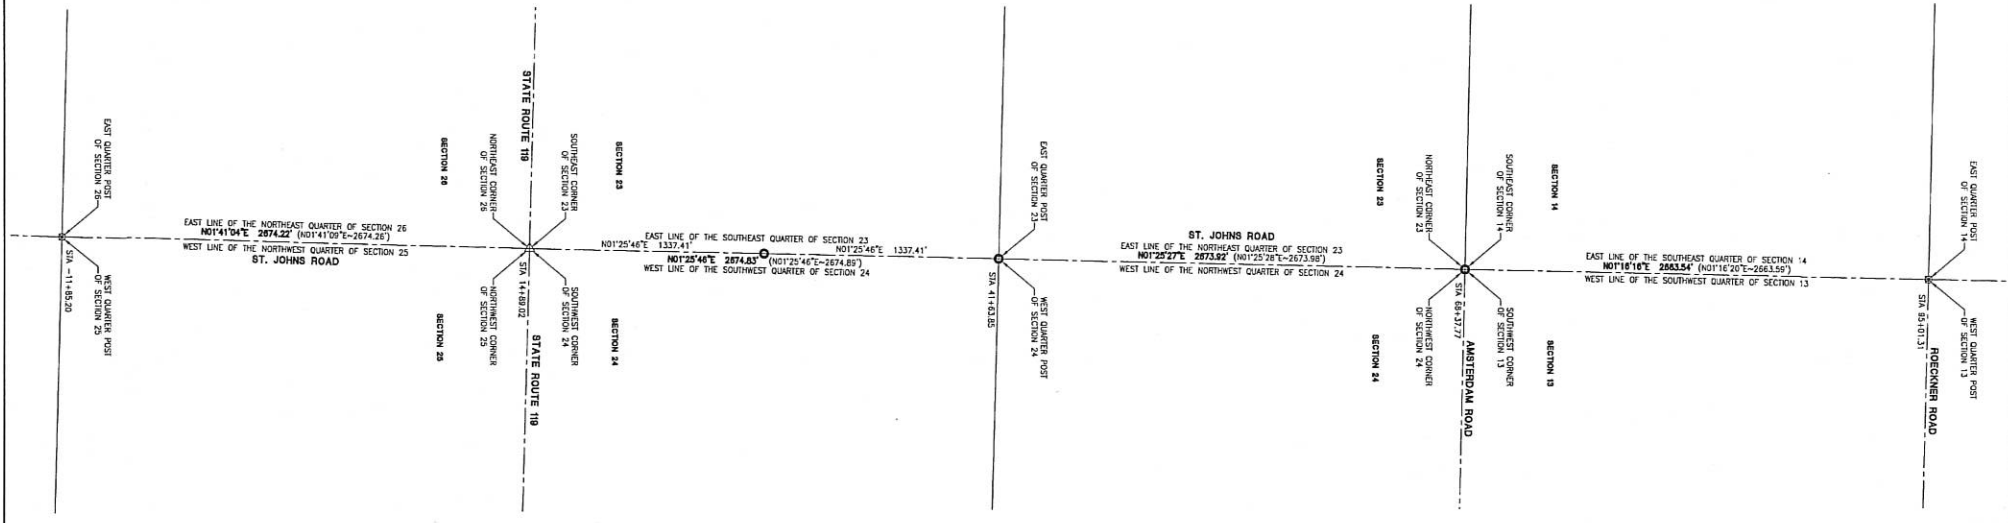 EAST QUARTER POST
OF SECTION 26
STA -11+85.20
WEST QUARTER POST
OF SECTION 25
EAST LINE OF THE NORTHEAST QUARTER OF SECTION 26
N01°41'04"E 2674.22' (N01°41'09"E~2674.26')
WEST LINE OF THE NORTHWEST QUARTER OF SECTION 25
ST. JOHNS ROAD
SECTION 26
NORTHEAST CORNER
OF SECTION 26
STATE ROUTE 119
SOUTHEAST CORNER
OF SECTION 23
SECTION 23
SECTION 25
NORTHWEST CORNER
OF SECTION 25
STA 14+89.02
STATE ROUTE 119
SOUTHWEST CORNER
OF SECTION 24
SECTION 24
EAST LINE OF THE SOUTHEAST QUARTER OF SECTION 23
N01°25'46"E 1337.41'
N01°25'46"E 1337.41'
N01°25'46"E 2674.83' (N01°25'46"E~2674.89')
WEST LINE OF THE SOUTHWEST QUARTER OF SECTION 24
EAST QUARTER POST
OF SECTION 23
STA 41+63.85
WEST QUARTER POST
OF SECTION 24
ST. JOHNS ROAD
EAST LINE OF THE NORTHEAST QUARTER OF SECTION 23
N01°25'27"E 2673.92' (N01°25'28"E~2673.98')
WEST LINE OF THE NORTHWEST QUARTER OF SECTION 24
SECTION 23
NORTHEAST CORNER
OF SECTION 23
SOUTHEAST CORNER
OF SECTION 14
SECTION 14
SECTION 24
NORTHWEST CORNER
OF SECTION 24
STA 68+37.77
AMSTERDAM ROAD
SOUTHWEST CORNER
OF SECTION 13
SECTION 13
EAST LINE OF THE SOUTHEAST QUARTER OF SECTION 14
N01°16'16"E 2663.54' (N01°16'20"E~2663.59')
WEST LINE OF THE SOUTHWEST QUARTER OF SECTION 13
EAST QUARTER POST
OF SECTION 14
STA 95+01.31
ROECKNER ROAD
WEST QUARTER POST
OF SECTION 13